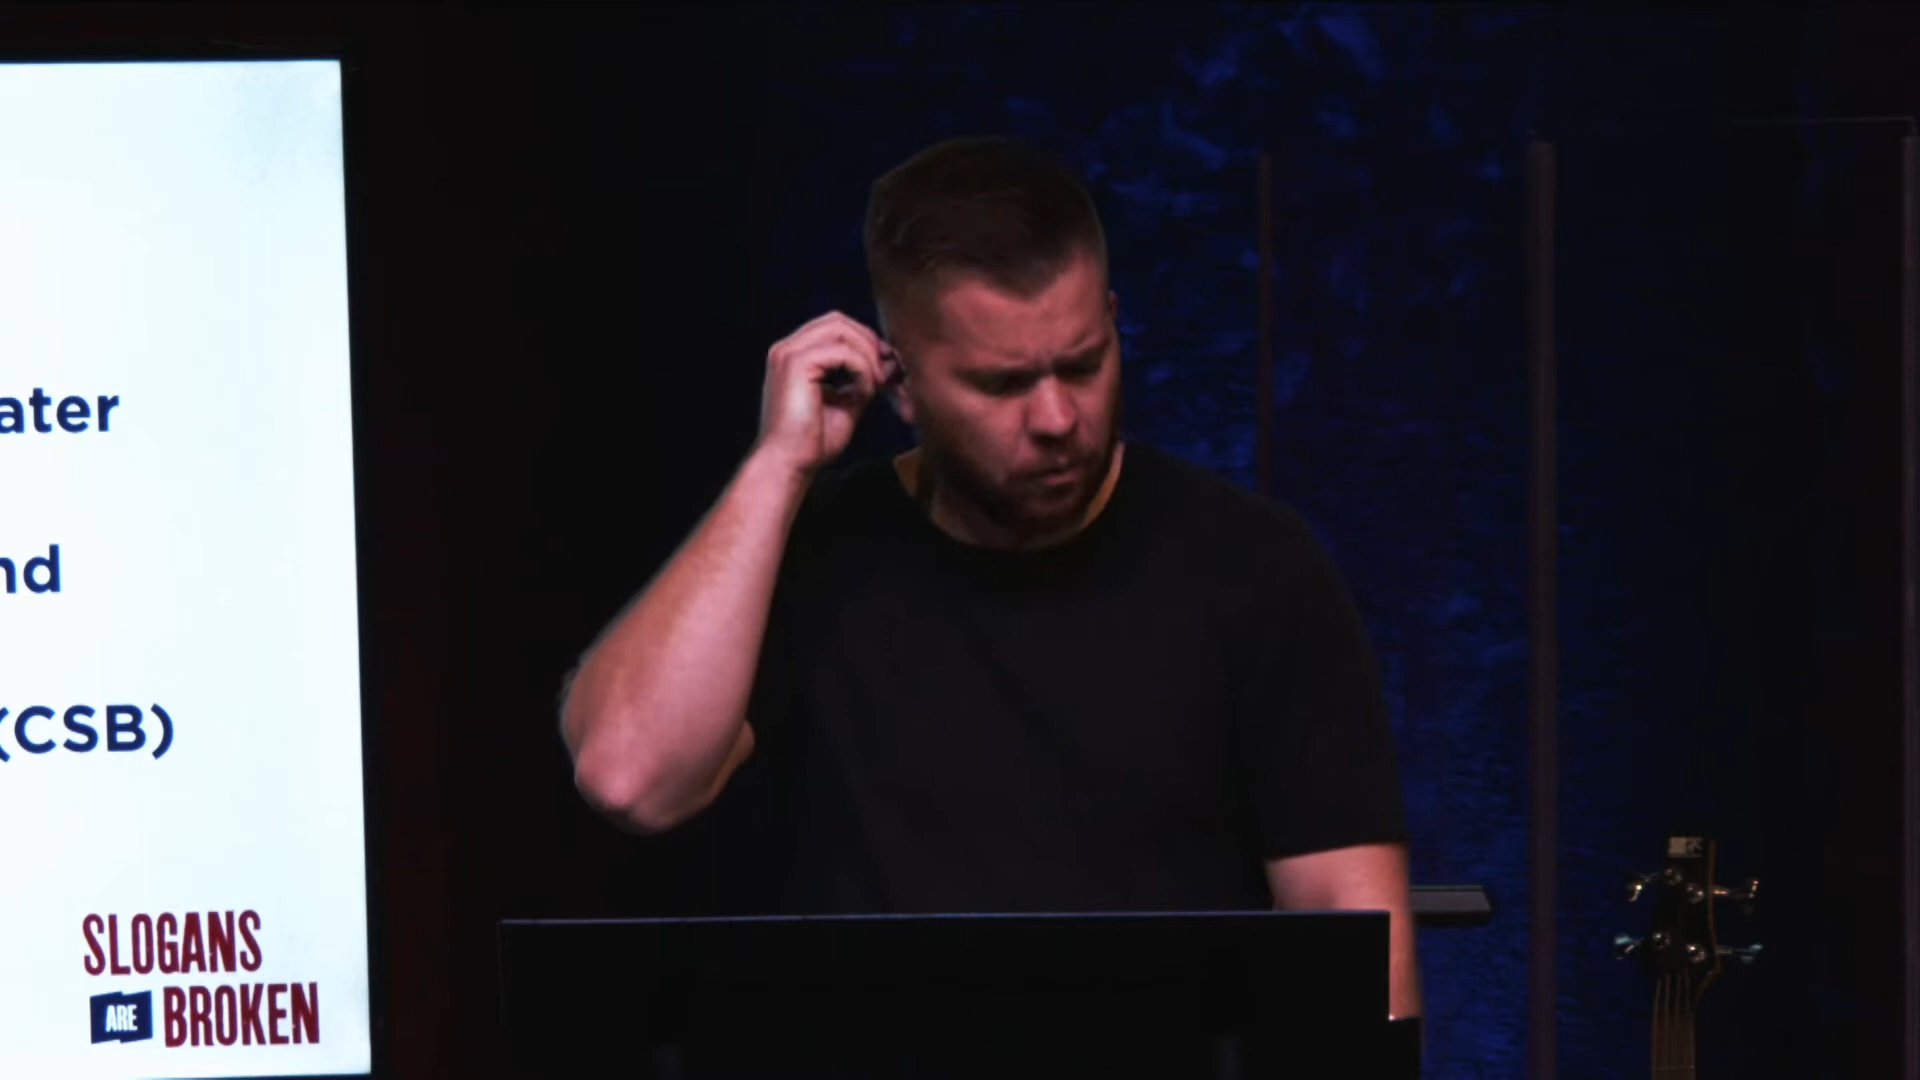 ater
nd
(CSB)
SLOGANS
ARE BROKEN